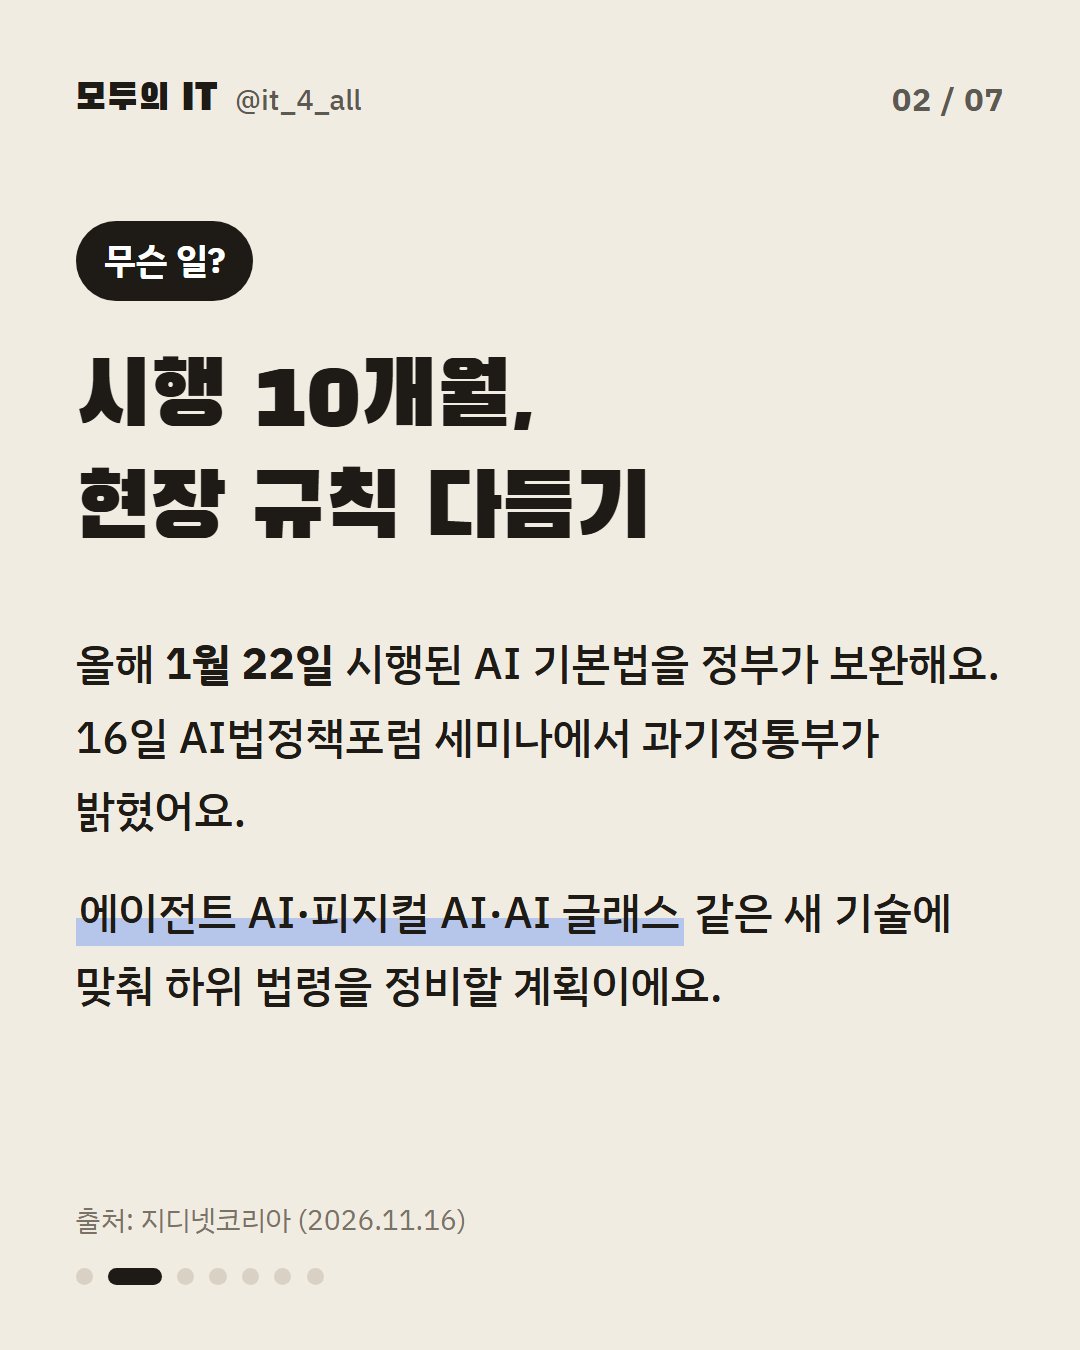 모두의 IT @it_4_all
02 / 07
무슨 일?
시행 10개월,
현장 규칙 다듬기
올해 1월 22일 시행된 AI 기본법을 정부가 보완해요.
16일 AI법정책포럼 세미나에서 과기정통부가
밝혔어요.
에이전트 AI·피지컬 AI·AI 글래스 같은 새 기술에
맞춰 하위 법령을 정비할 계획이에요.
출처: 지디넷코리아 (2026.11.16)